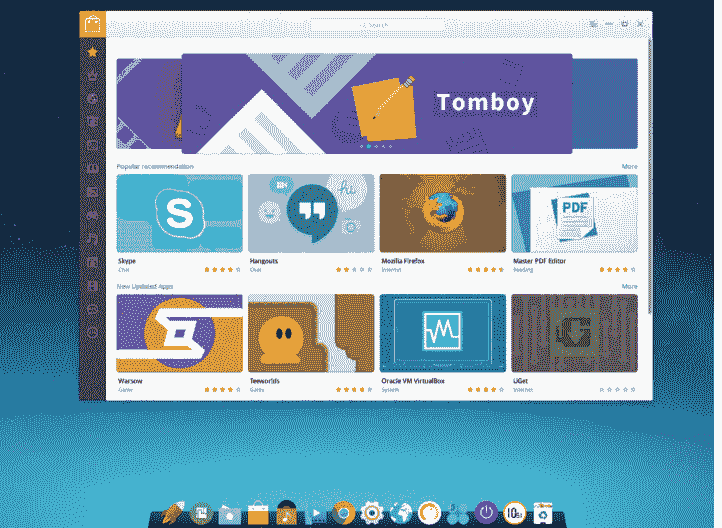 Search
Tomboy
Popular recommendation
More
hi
PDF
Skype
Chat
Hangouts
Chat
Mozilla Firefox
Internet
Master PDF Editor
Reading
New Updated Apps
More
Warsow
Game
Teeworlds
Game
Oracle VM VirtualBox
System
UGet
Internet